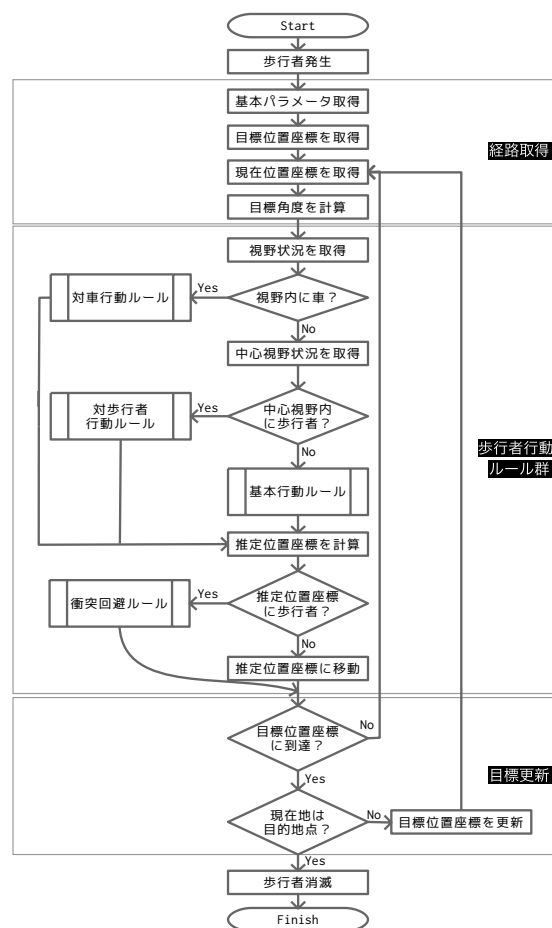 Start
歩行者発生
基本パラメータ取得
目標位置座標を取得
経路取得
現在位置座標を取得
目標角度を計算
視野状況を取得
対車行動ルール
Yes
視野内に車？
No
中心視野状況を取得
対歩行者
行動ルール
Yes
中心視野内
に歩行者？
No
歩行者行動
ルール群
基本行動ルール
推定位置座標を計算
衝突回避ルール
Yes
推定位置座標
に歩行者？
No
推定位置座標に移動
目標位置座標
に到達？
No
Yes
目標更新
現在地は
目的地点？
No
目標位置座標を更新
Yes
歩行者消滅
Finish